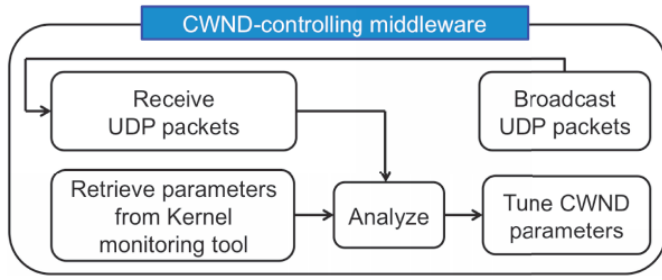 CWND-controlling middleware
Receive
UDP packets
Broadcast
UDP packets
Retrieve parameters
from Kernel
monitoring tool
Analyze
Tune CWND
parameters